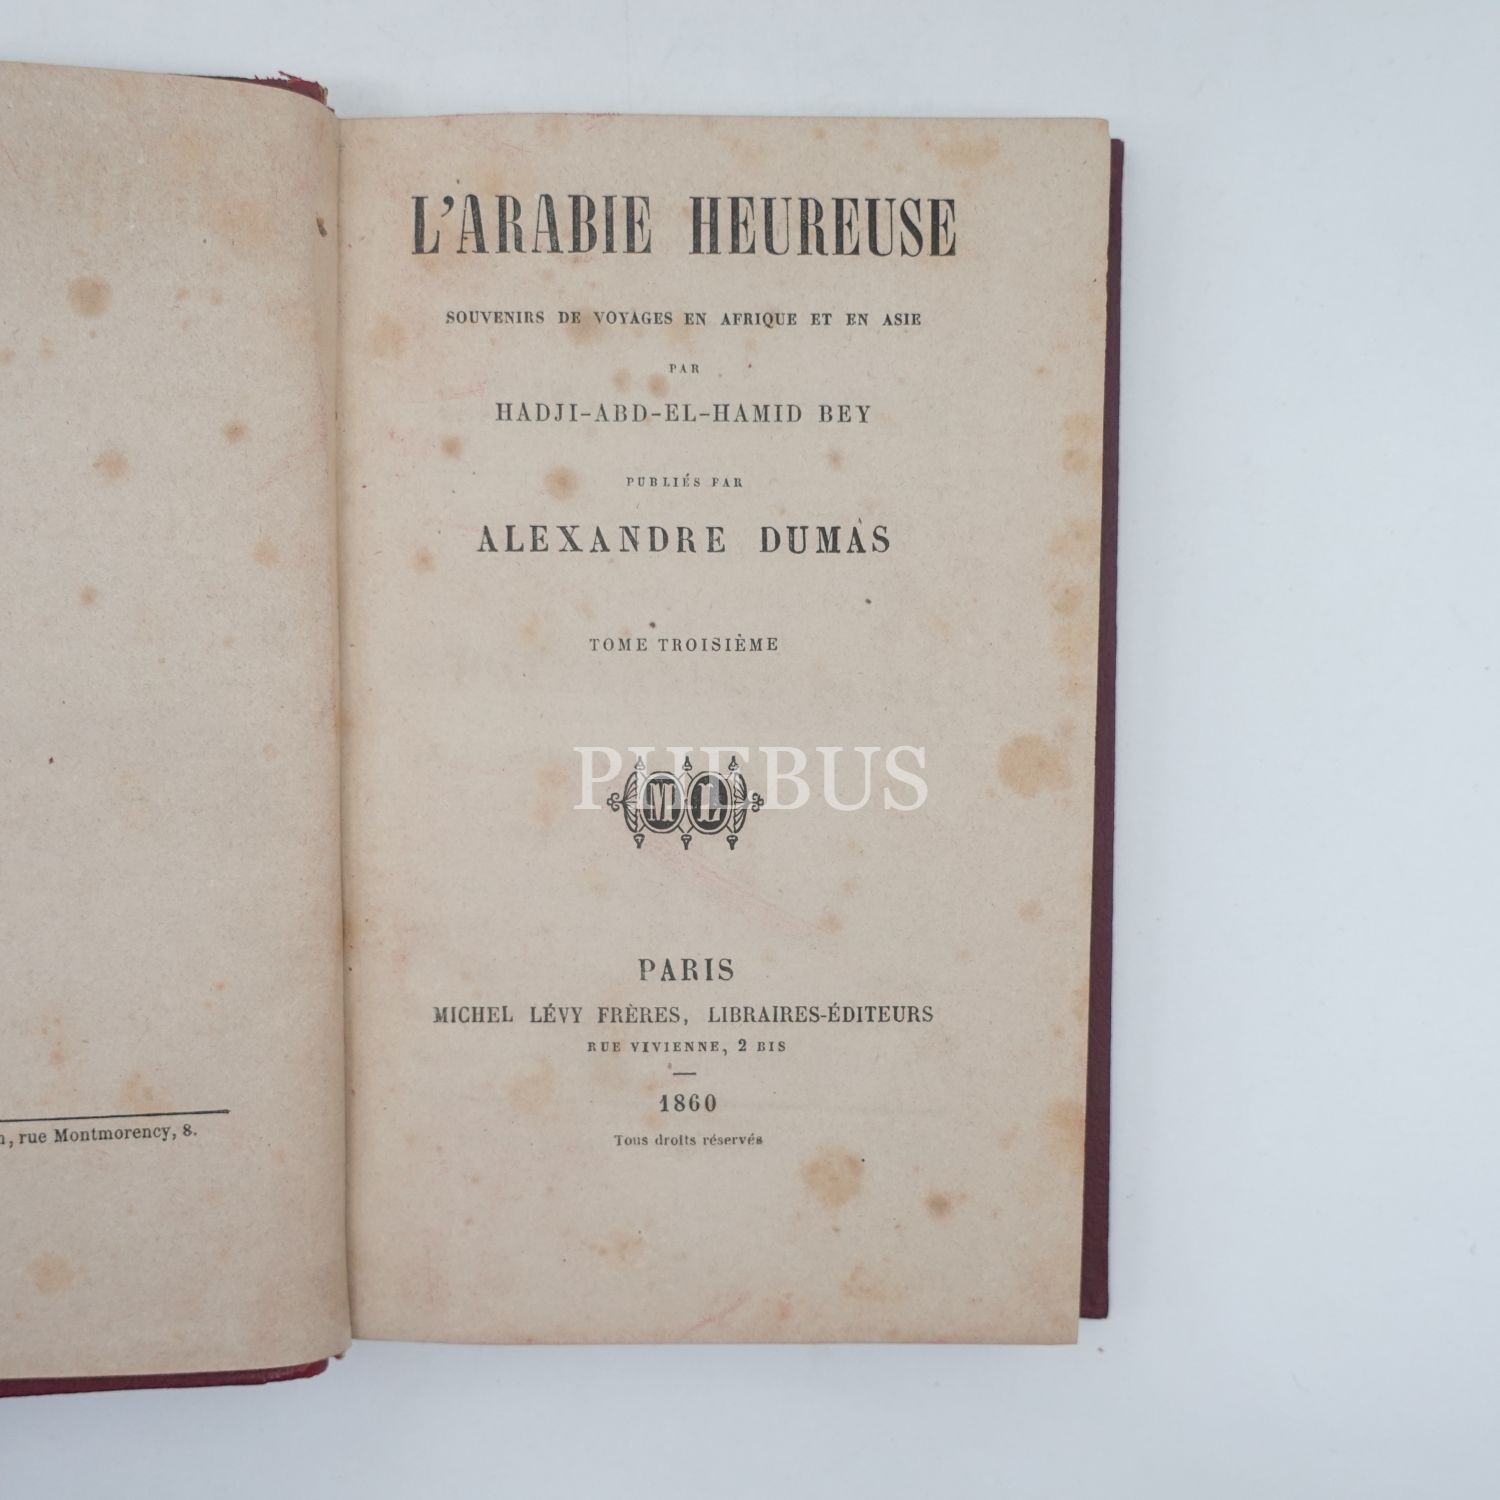 L'ARABIE HEUREUSE
SOUVENIRS DE VOYAGES EN AFRIQUE ET EN ASIE
PAR
HADJI-ABD-EL-HAMID BEY
PUBLIÉS PAR
ALEXANDRE DUMAS
TOME TROISIÈME
PHEBUS
ML
PARIS
MICHEL LÉVY FRÈRES, LIBRAIRES-ÉDITEURS
RUE VIVIENNE, 2 BIS
1860
Tous droits réservés
, rue Montmorency, 8.